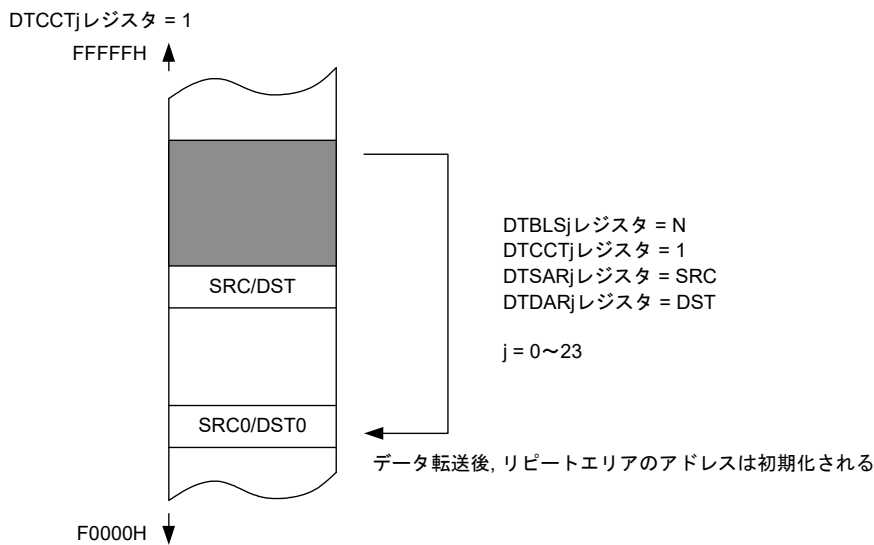 DTCCTjレジスタ = 1
FFFFFH
SRC/DST
DTBLSjレジスタ = N
DTCCTjレジスタ = 1
DTSARjレジスタ = SRC
DTDARjレジスタ = DST
j = 0～23
SRC0/DST0
データ転送後, リピートエリアのアドレスは初期化される
F0000H